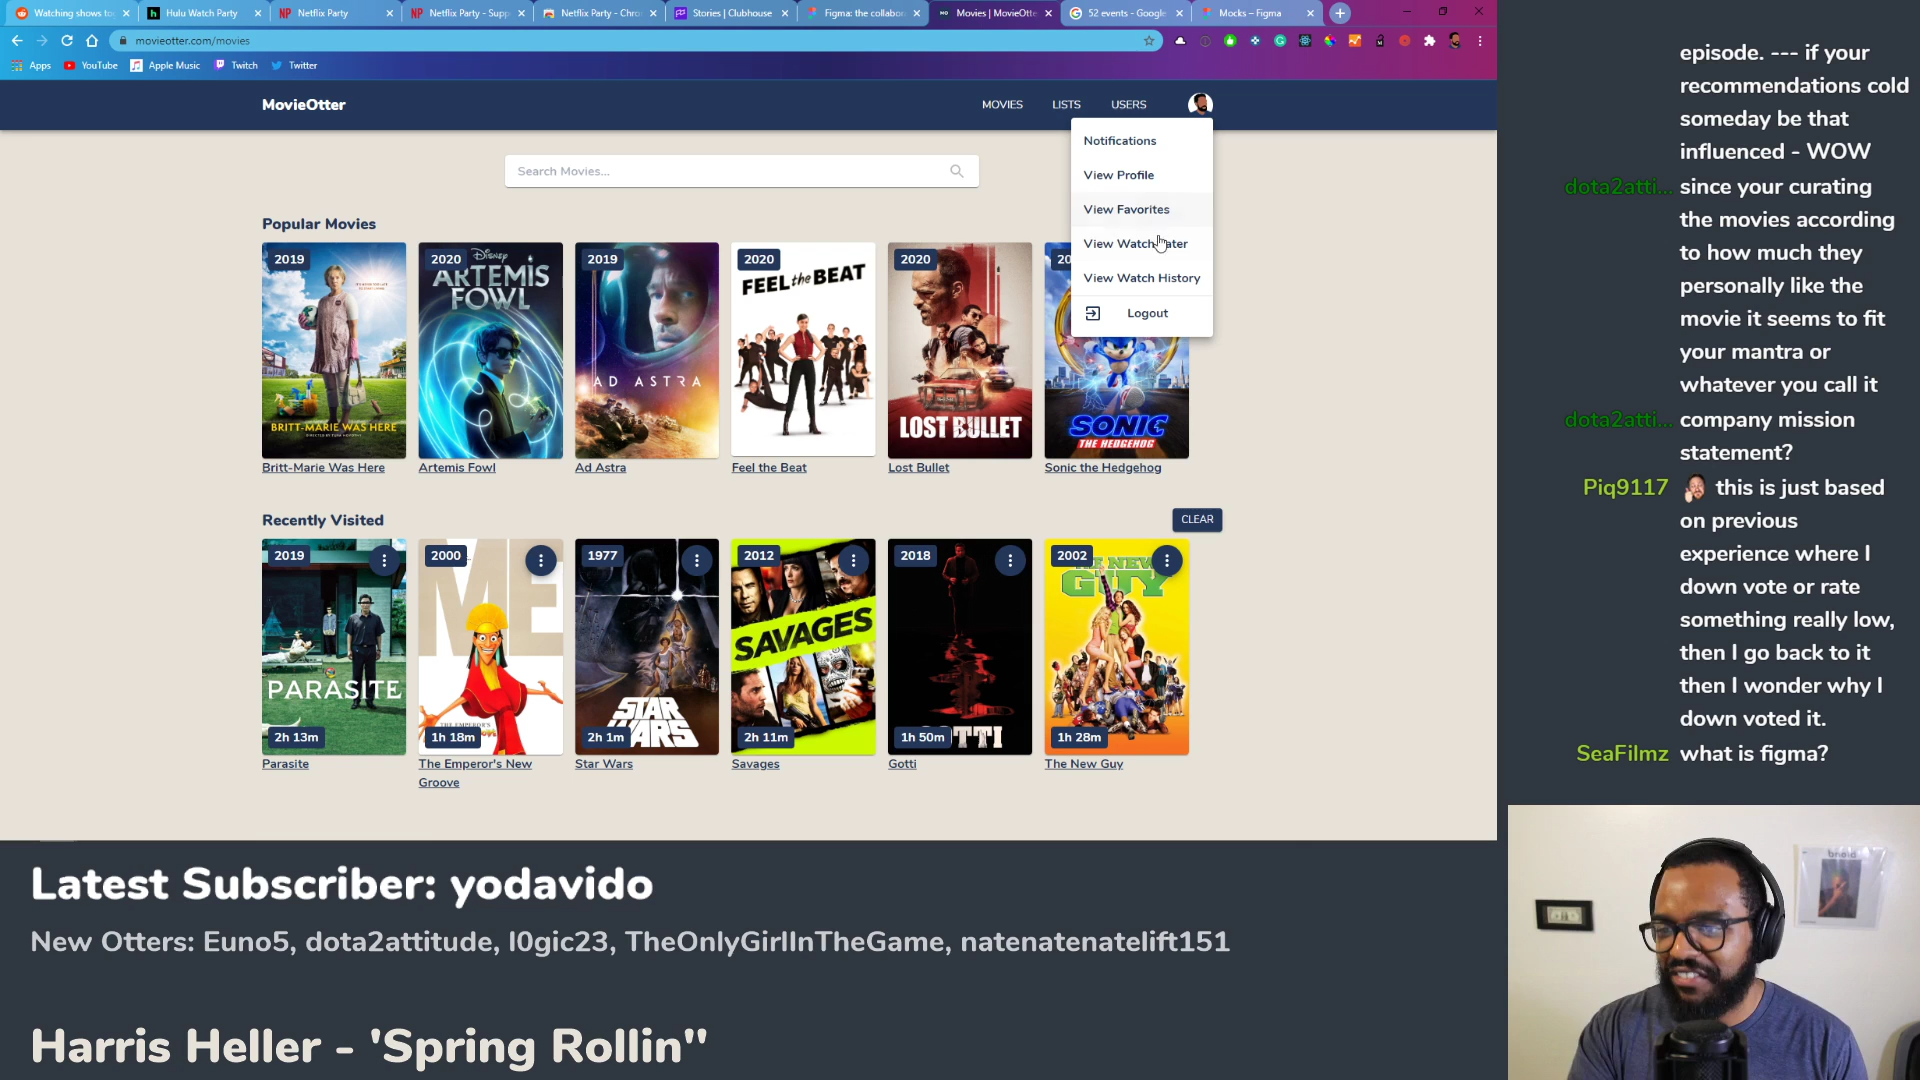 Watching shows to
Hulu Watch Party
Netflix Party
Netflix Party - Supp
Netflix Party - Chro
Stories | Clubhouse
Figma: the collabor
Movies | MovieOtte
52 events - Google
Mocks – Figma
movieotter.com/movies
Apps
YouTube
Apple Music
Twitch
Twitter
MovieOtter
MOVIES
LISTS
USERS
Notifications
View Profile
View Favorites
View Watch Later
View Watch History
Logout
Search Movies...
Popular Movies
2019
BRITT-MARIE WAS HERE
2020
Disney
ARTEMIS
FOWL
2019
AD ASTRA
2020
FEEL the BEAT
2020
LOST BULLET
20
SONIC
THE HEDGEHOG
Britt-Marie Was Here
Artemis Fowl
Ad Astra
Feel the Beat
Lost Bullet
Sonic the Hedgehog
Recently Visited
CLEAR
2019
PARASITE
2h 13m
2000
ME
THE EMPEROR'S
1h 18m
1977
STAR
WARS
2h 1m
2012
SAVAGES
2h 11m
2018
TTI
1h 50m
2002
THE NEW
GUY
1h 28m
Parasite
The Emperor's New
Groove
Star Wars
Savages
Gotti
The New Guy
episode. --- if your
recommendations cold
someday be that
influenced - WOW
dota2atti... since your curating
the movies according
to how much they
personally like the
movie it seems to fit
your mantra or
whatever you call it
dota2atti... company mission
statement?
Piq9117 this is just based
on previous
experience where I
down vote or rate
something really low,
then I go back to it
then I wonder why I
down voted it.
SeaFilmz what is figma?
Latest Subscriber: yodavido
New Otters: Euno5, dota2attitude, l0gic23, TheOnlyGirlInTheGame, natenatenatelift151
Harris Heller - 'Spring Rollin''